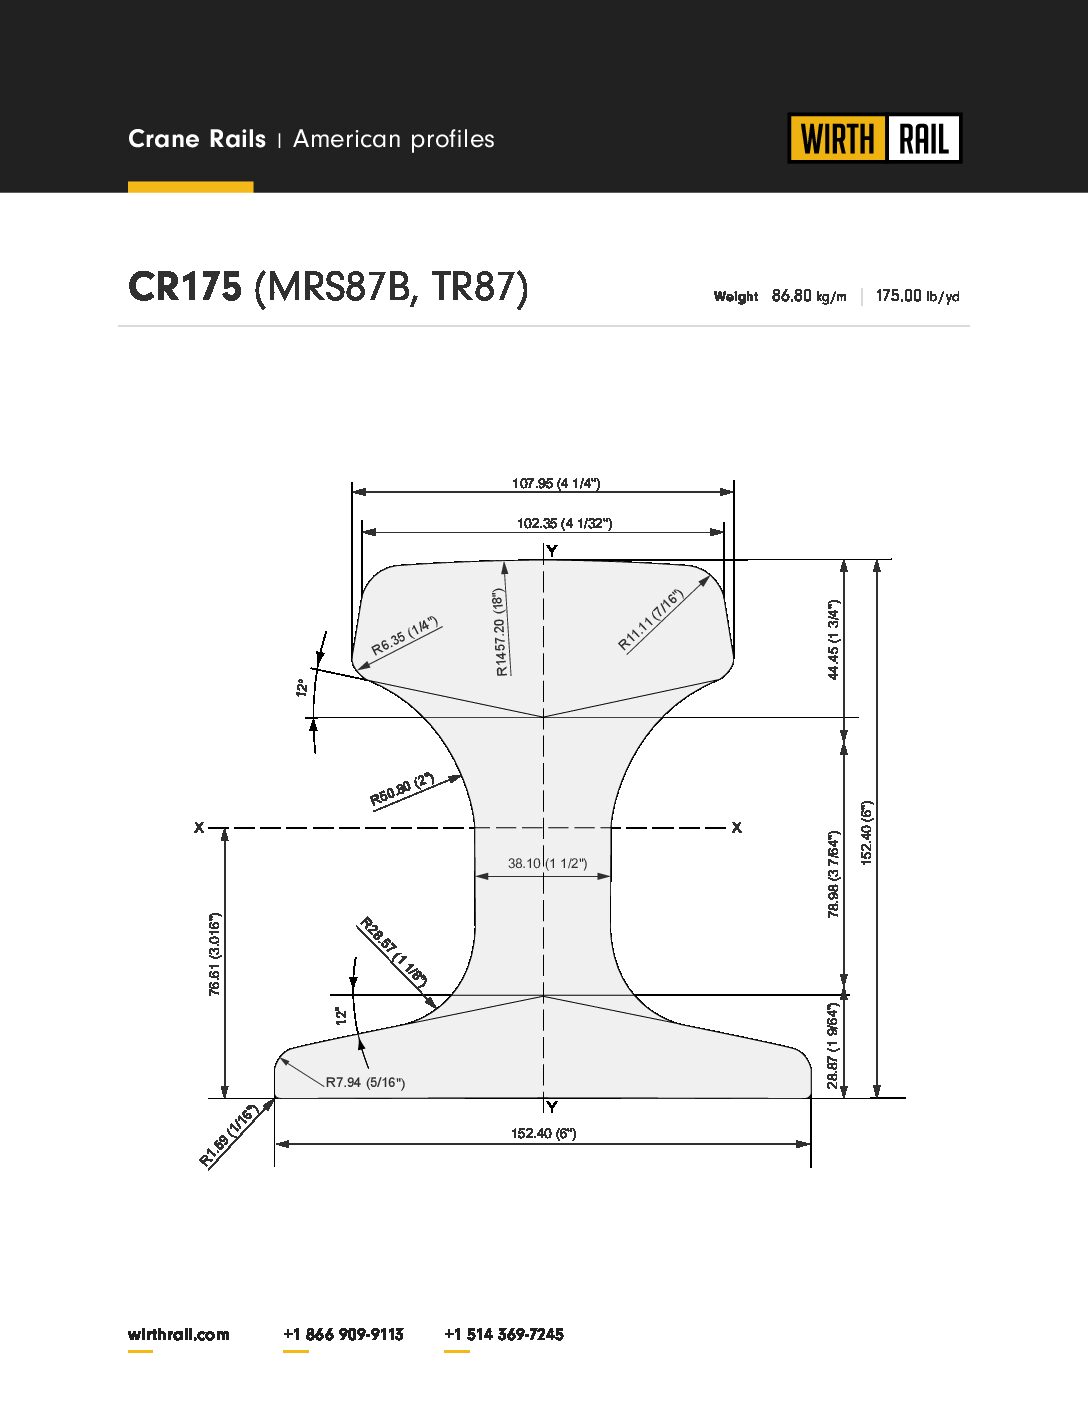 Crane Rails | American profiles
WIRTH RAIL
CR175 (MRS87B, TR87)
Weight 86.80 kg/m | 175.00 lb/yd
107.95 (4 1/4")
102.35 (4 1/32")
Y
R6.35 (1/4")
R1457.20 (18")
R11.11 (7/16")
44.45 (1 3/4")
12°
R50.80 (2")
152.40 (6")
X
X
38.10 (1 1/2")
78.98 (3 7/64")
76.61 (3.016")
R28.57 (1 1/8")
12°
28.87 (1 9/64")
R7.94 (5/16")
Y
R1.59 (1/16")
152.40 (6")
wirthrail.com
+1 866 909-9113
+1 514 369-7245